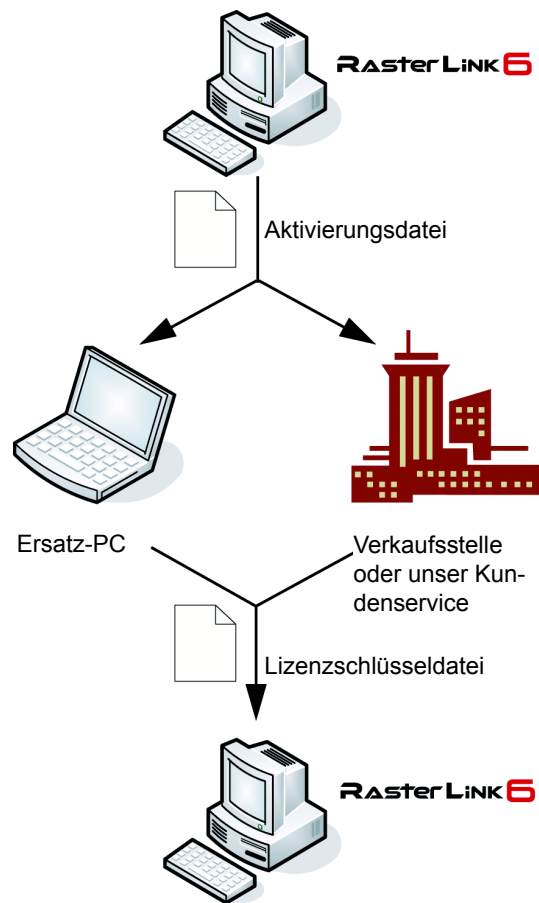 RasterLink6
Aktivierungsdatei
Ersatz-PC
Verkaufsstelle
oder unser Kun-
denservice
Lizenzschlüsseldatei
RasterLink6